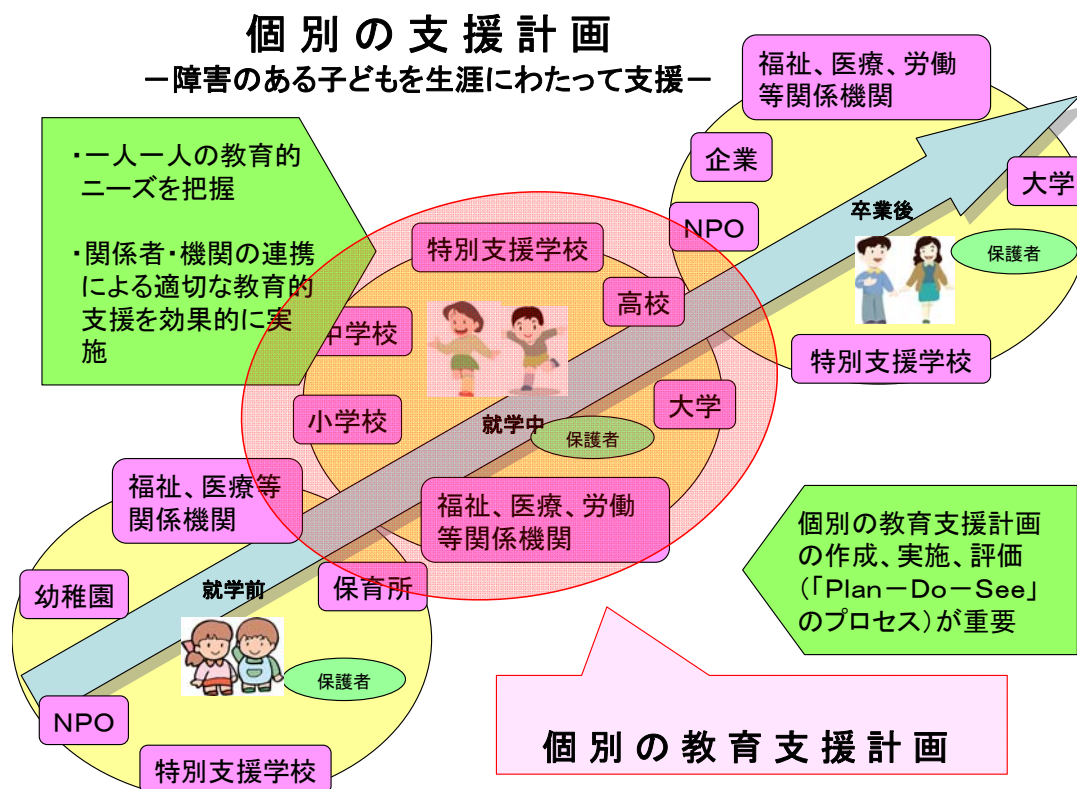 個別の支援計画
－障害のある子どもを生涯にわたって支援－
・一人一人の教育的
ニーズを把握
・関係者・機関の連携
による適切な教育的
支援を効果的に実
施
福祉、医療、労働
等関係機関
企業
大学
NPO
卒業後
保護者
特別支援学校
特別支援学校
高校
中学校
小学校
大学
就学中
保護者
福祉、医療、労働
等関係機関
福祉、医療等
関係機関
幼稚園
就学前
保育所
保護者
NPO
特別支援学校
個別の教育支援計画
の作成、実施、評価
(「Plan－Do－See」
のプロセス)が重要
個別の教育支援計画